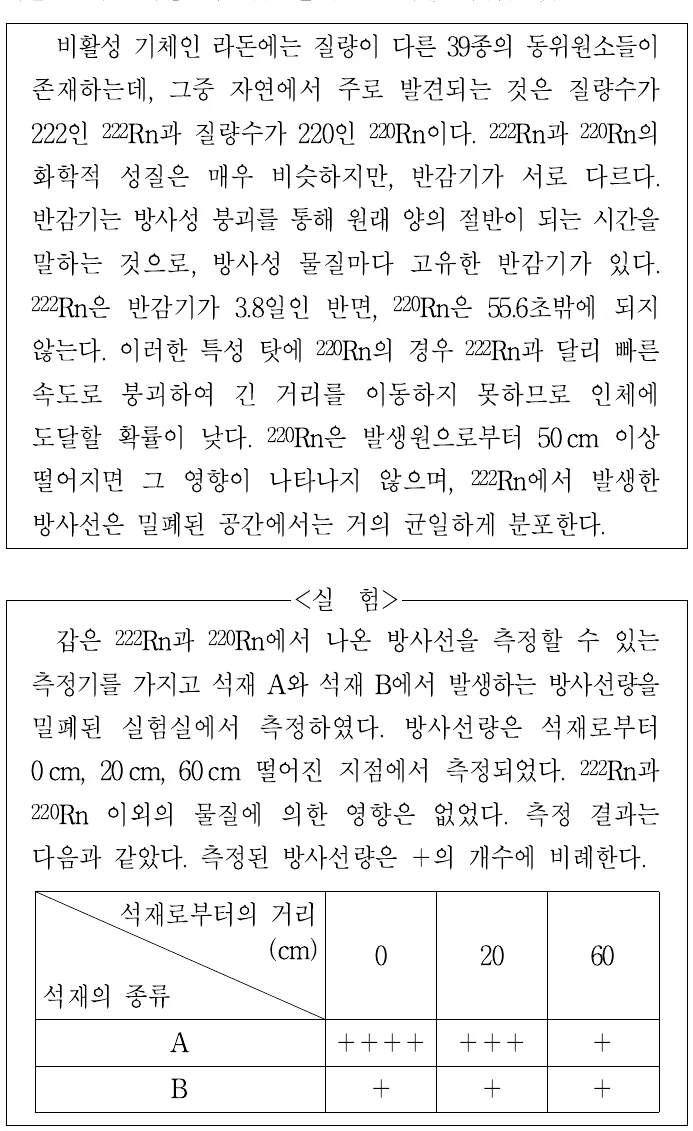 비활성 기체인 라돈에는 질량이 다른 39종의 동위원소들이
존재하는데, 그중 자연에서 주로 발견되는 것은 질량수가
222인 ²²²Rn과 질량수가 220인 ²²⁰Rn이다. ²²²Rn과 ²²⁰Rn의
화학적 성질은 매우 비슷하지만, 반감기가 서로 다르다.
반감기는 방사성 붕괴를 통해 원래 양의 절반이 되는 시간을
말하는 것으로, 방사성 물질마다 고유한 반감기가 있다.
²²²Rn은 반감기가 3.8일인 반면, ²²⁰Rn은 55.6초밖에 되지
않는다. 이러한 특성 탓에 ²²⁰Rn의 경우 ²²²Rn과 달리 빠른
속도로 붕괴하여 긴 거리를 이동하지 못하므로 인체에
도달할 확률이 낮다. ²²⁰Rn은 발생원으로부터 50cm 이상
떨어지면 그 영향이 나타나지 않으며, ²²²Rn에서 발생한
방사선은 밀폐된 공간에서는 거의 균일하게 분포한다.
<실 험>
갑은 ²²²Rn과 ²²⁰Rn에서 나온 방사선을 측정할 수 있는
측정기를 가지고 석재 A와 석재 B에서 발생하는 방사선량을
밀폐된 실험실에서 측정하였다. 방사선량은 석재로부터
0cm, 20cm, 60cm 떨어진 지점에서 측정되었다. ²²²Rn과
²²⁰Rn 이외의 물질에 의한 영향은 없었다. 측정 결과는
다음과 같았다. 측정된 방사선량은 +의 개수에 비례한다.
석재로부터의 거리
(cm) 0 20 60
석재의 종류
A ++++ +++ +
B + + +